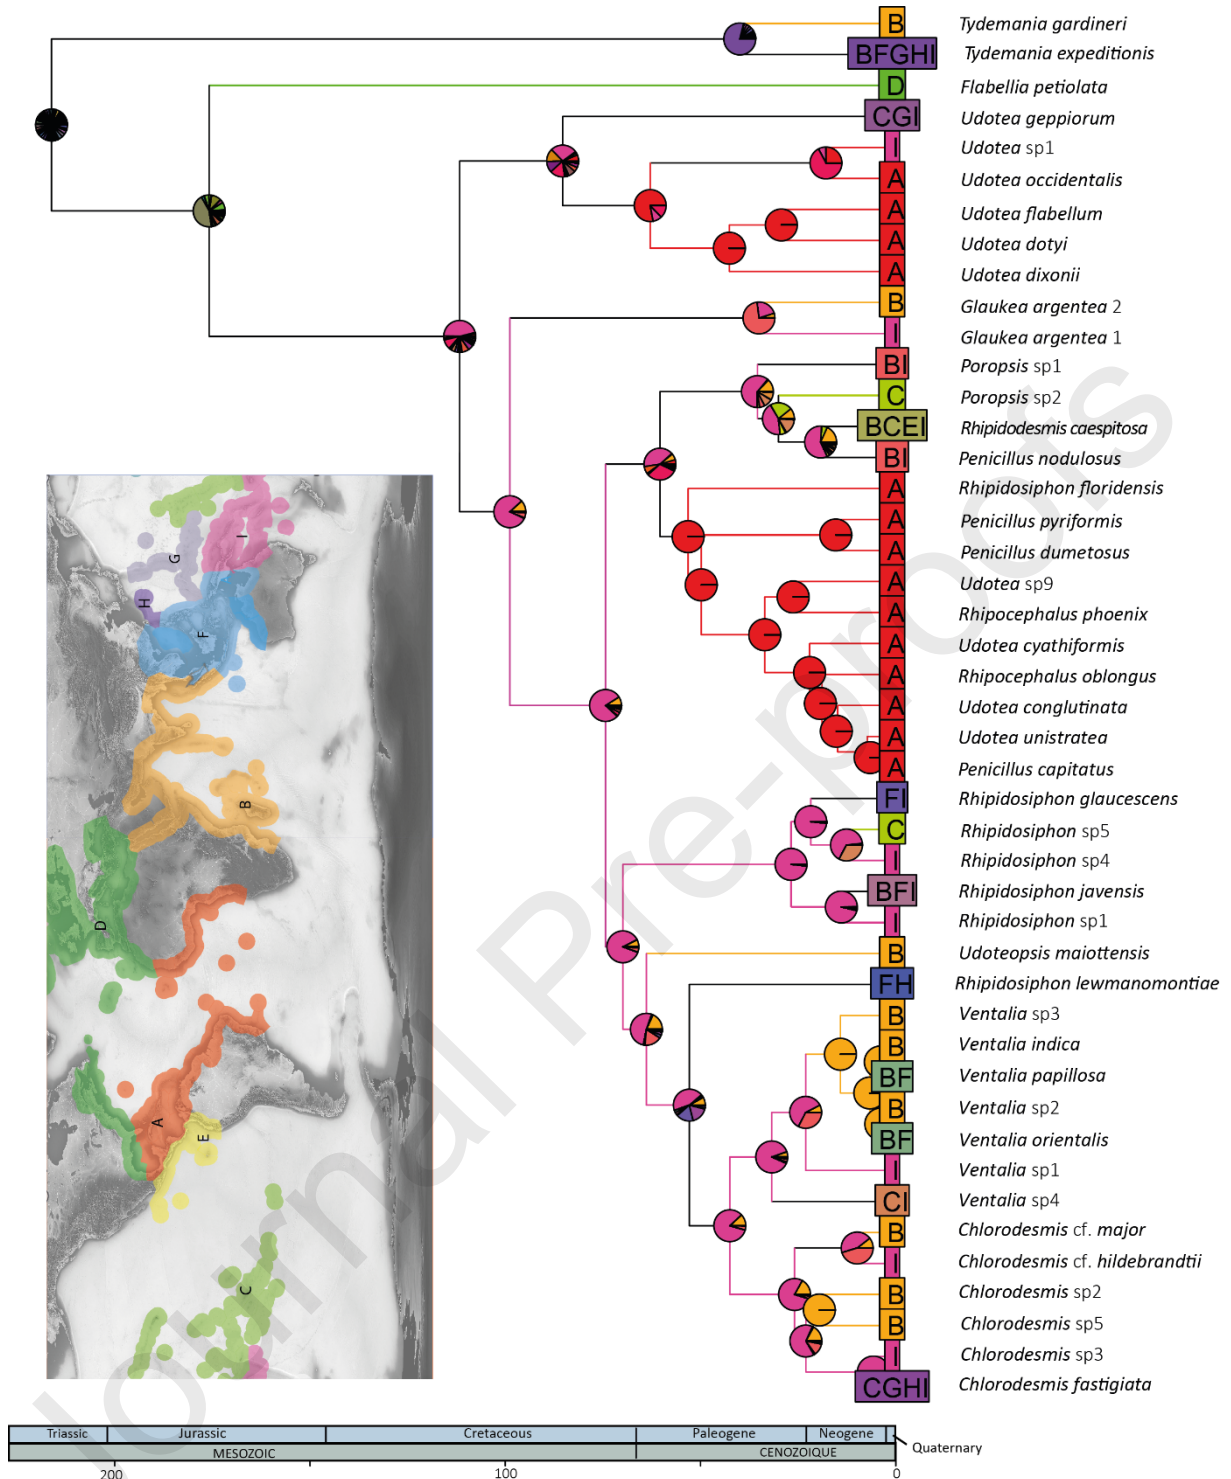 B Tydemania gardineri
BFGHI Tydemania expeditionis
D Flabellia petiolata
CGI Udotea geppiorum
I Udotea sp1
A Udotea occidentalis
A Udotea flabellum
A Udotea dotyi
A Udotea dixonii
B Glaukea argentea 2
I Glaukea argentea 1
BI Poropsis sp1
C Poropsis sp2
BCEI Rhipidodesmis caespitosa
BI Penicillus nodulosus
A Rhipidosiphon floridensis
A Penicillus pyriformis
A Penicillus dumetosus
A Udotea sp9
A Rhipocephalus phoenix
A Udotea cyathiformis
A Rhipocephalus oblongus
A Udotea conglutinata
A Udotea unistratea
A Penicillus capitatus
FI Rhipidosiphon glaucescens
C Rhipidosiphon sp5
I Rhipidosiphon sp4
BFI Rhipidosiphon javensis
I Rhipidosiphon sp1
B Udoteopsis maiottensis
FH Rhipidosiphon lewmanomontiae
B Ventalia sp3
B Ventalia indica
BF Ventalia papillosa
B Ventalia sp2
BF Ventalia orientalis
I Ventalia sp1
CI Ventalia sp4
B Chlorodesmis cf. major
I Chlorodesmis cf. hildebrandtii
B Chlorodesmis sp2
B Chlorodesmis sp5
I Chlorodesmis sp3
CGHI Chlorodesmis fastigiata
I
G
H
F
B
D
A
E
C
Journal Pre-proofs
Triassic Jurassic Cretaceous Paleogene Neogene
Quaternary
MESOZOIC CENOZOIQUE
200 100 0